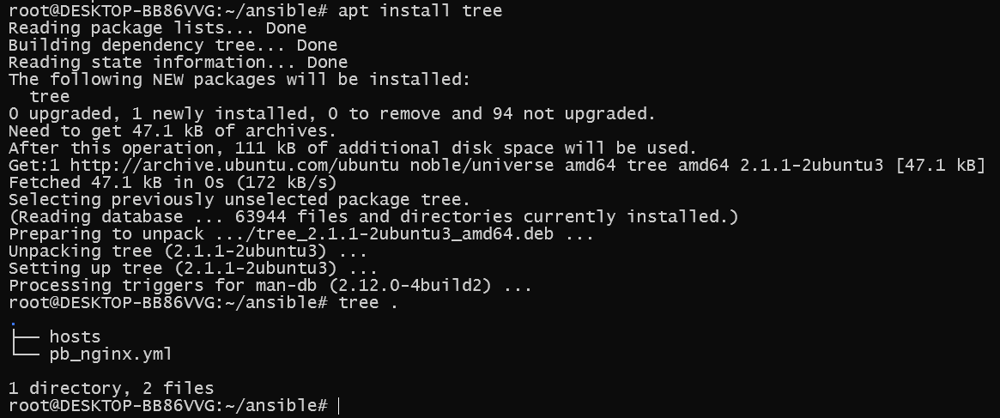 root@DESKTOP-BB86VVG:~/ansible# apt install tree
Reading package lists... Done
Building dependency tree... Done
Reading state information... Done
The following NEW packages will be installed:
  tree
0 upgraded, 1 newly installed, 0 to remove and 94 not upgraded.
Need to get 47.1 kB of archives.
After this operation, 111 kB of additional disk space will be used.
Get:1 http://archive.ubuntu.com/ubuntu noble/universe amd64 tree amd64 2.1.1-2ubuntu3 [47.1 kB]
Fetched 47.1 kB in 0s (172 kB/s)
Selecting previously unselected package tree.
(Reading database ... 63944 files and directories currently installed.)
Preparing to unpack .../tree_2.1.1-2ubuntu3_amd64.deb ...
Unpacking tree (2.1.1-2ubuntu3) ...
Setting up tree (2.1.1-2ubuntu3) ...
Processing triggers for man-db (2.12.0-4build2) ...
root@DESKTOP-BB86VVG:~/ansible# tree .
.
├── hosts
└── pb_nginx.yml

1 directory, 2 files
root@DESKTOP-BB86VVG:~/ansible#